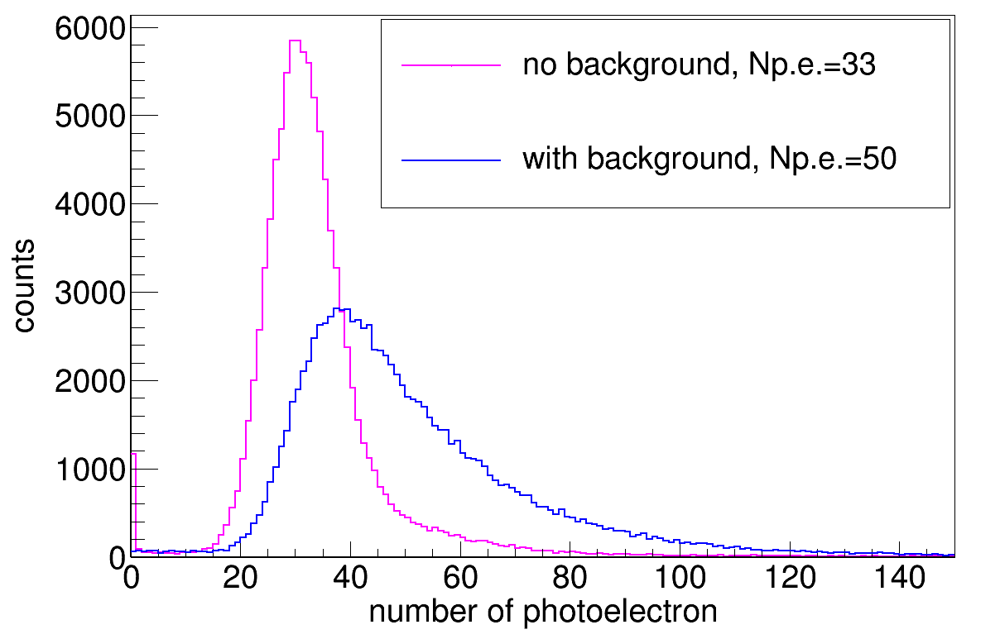 6000
no background, Np.e.=33
5000
with background, Np.e.=50
4000
counts
3000
2000
1000
0
0 20 40 60 80 100 120 140
number of photoelectron